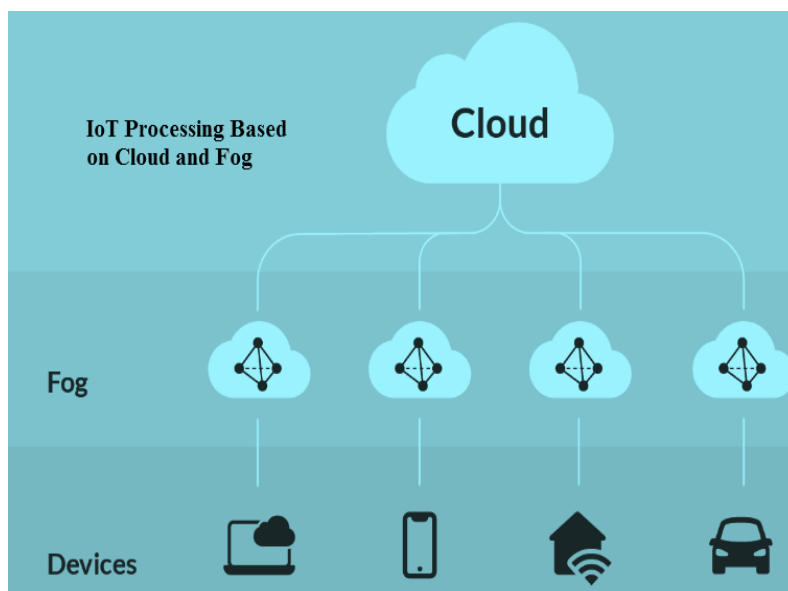 Cloud
IoT Processing Based
on Cloud and Fog
Fog
Devices